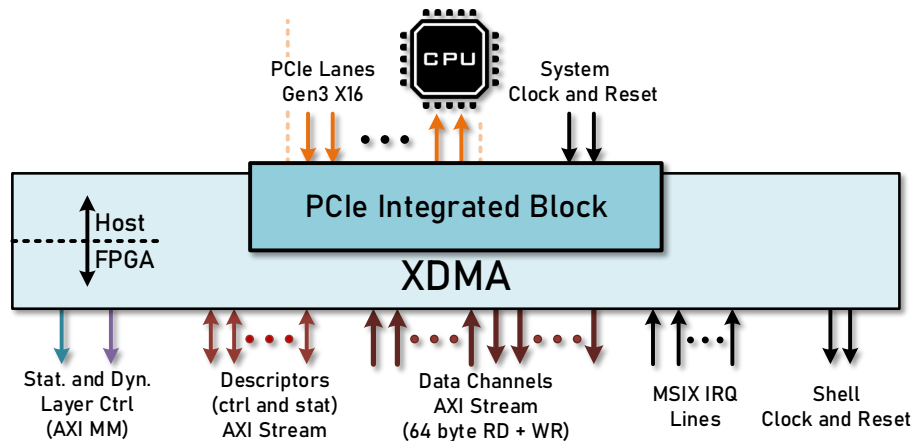 CPU
PCIe Lanes
Gen3 X16
System
Clock and Reset
PCIe Integrated Block
Host
FPGA
XDMA
Stat. and Dyn.
Layer Ctrl
(AXI MM)
Descriptors
(ctrl and stat)
AXI Stream
Data Channels
AXI Stream
(64 byte RD + WR)
MSIX IRQ
Lines
Shell
Clock and Reset